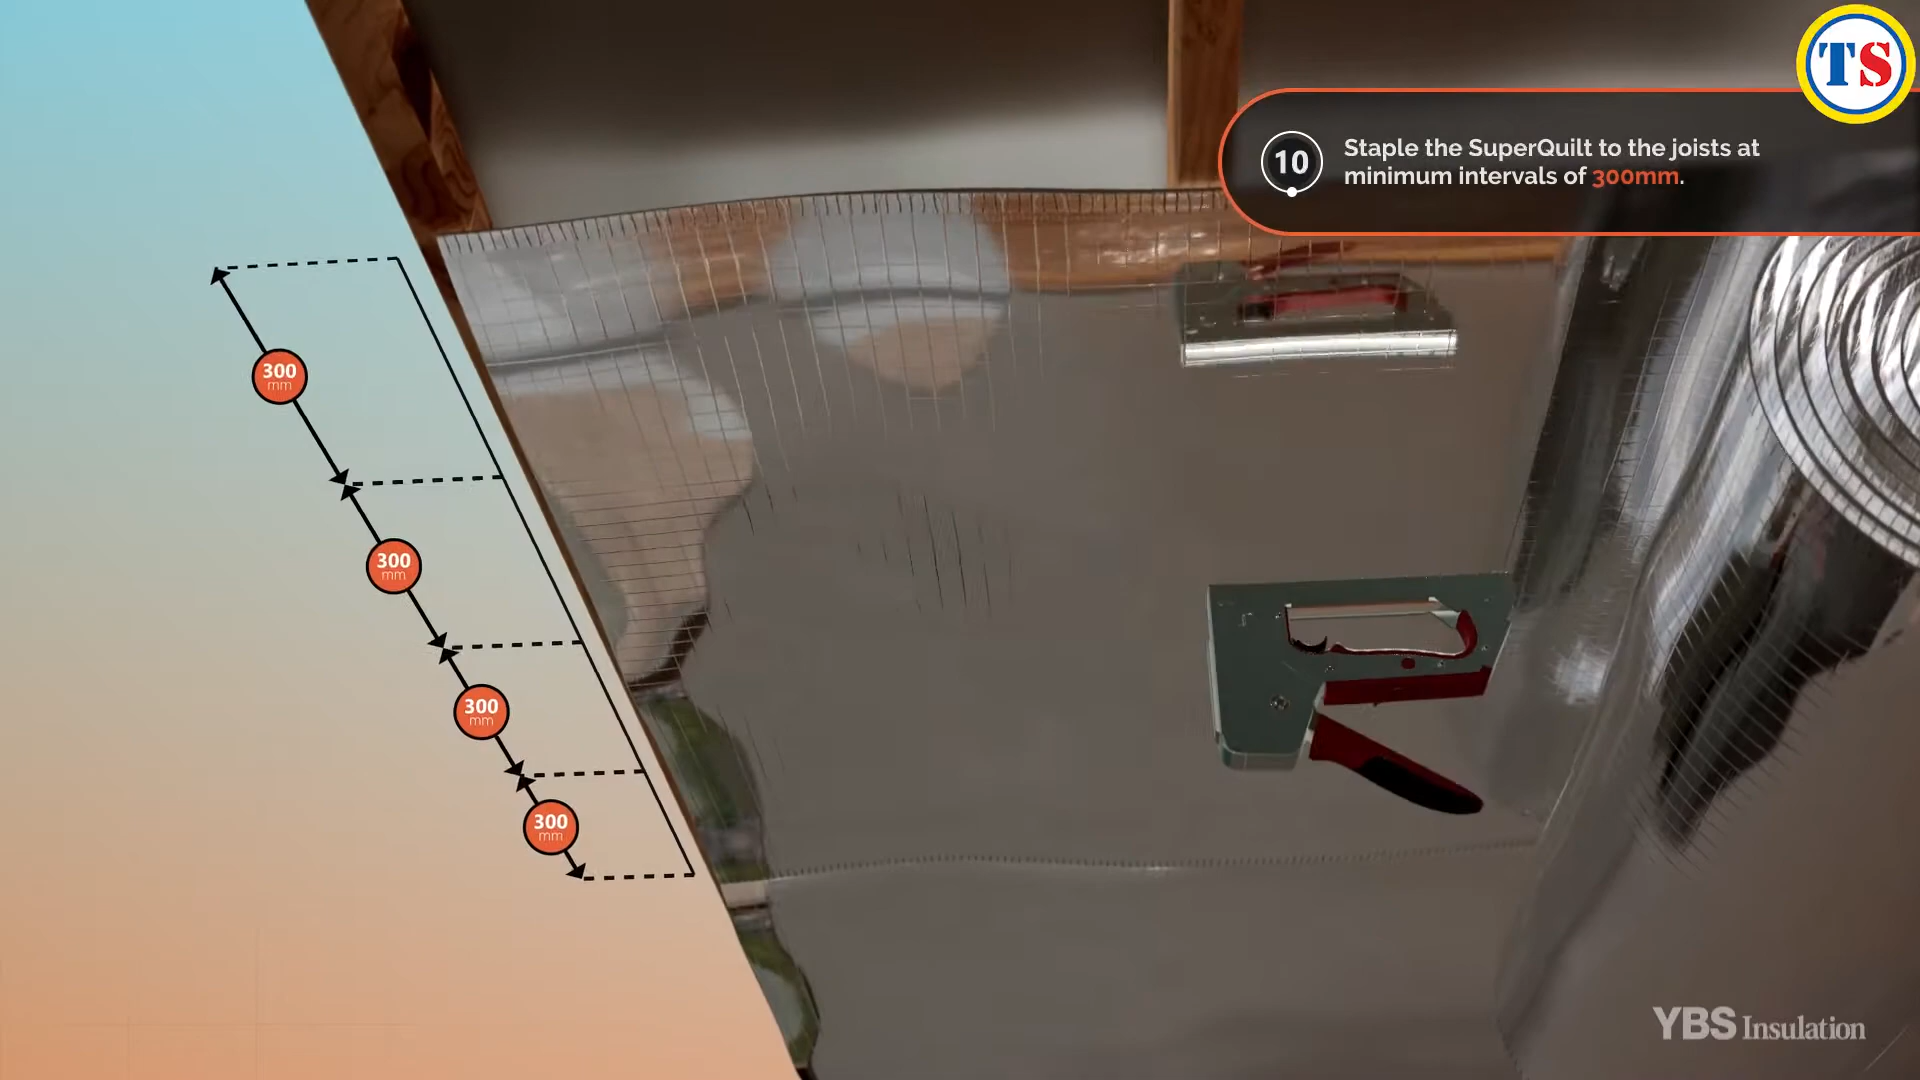 TS
10
Staple the SuperQuilt to the joists at
minimum intervals of 300mm.
300
mm
300
mm
300
mm
300
mm
YBS Insulation